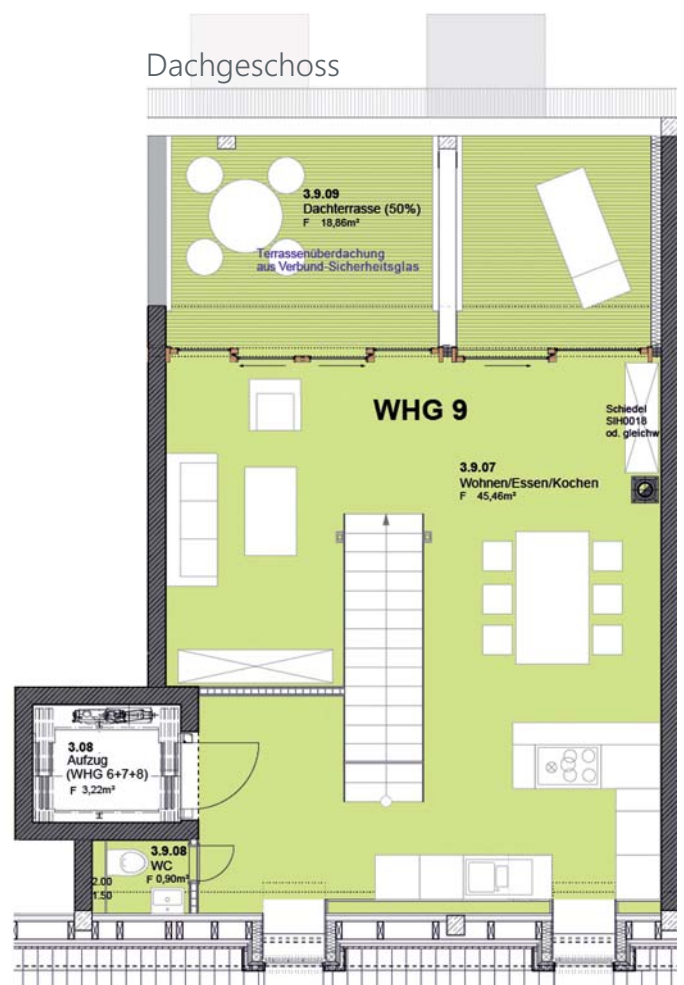 Dachgeschoss
3.9.09
Dachterrasse (50%)
F 18,86m²
Terrassenüberdachung
aus Verbund-Sicherheitsglas
WHG 9
Schiedel
SIH0018
od. gleichw
3.9.07
Wohnen/Essen/Kochen
F 45,46m²
3.08
Aufzug
(WHG 6+7+8)
F 3,22m²
3.9.08
WC
F 0,90m²
2.00
1.50